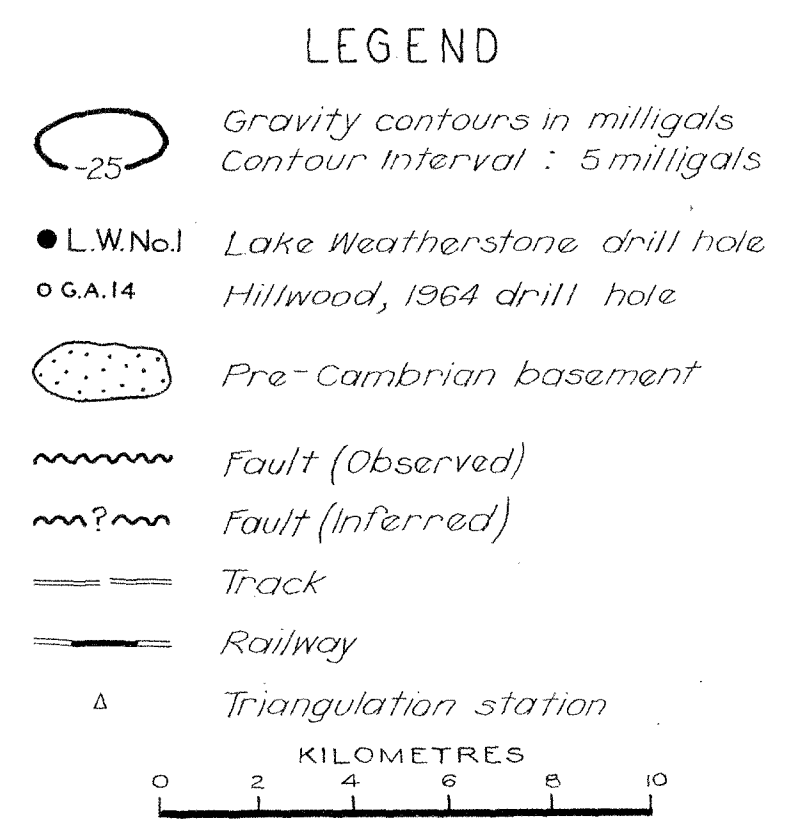 LEGEND
Gravity contours in milligals
-25 Contour Interval : 5 milligals
L.W.No.1 Lake Weatherstone drill hole
G.A.14 Hillwood, 1964 drill hole
Pre-Cambrian basement
Fault (Observed)
? Fault (Inferred)
Track
Railway
Triangulation station
KILOMETRES
0 2 4 6 8 10